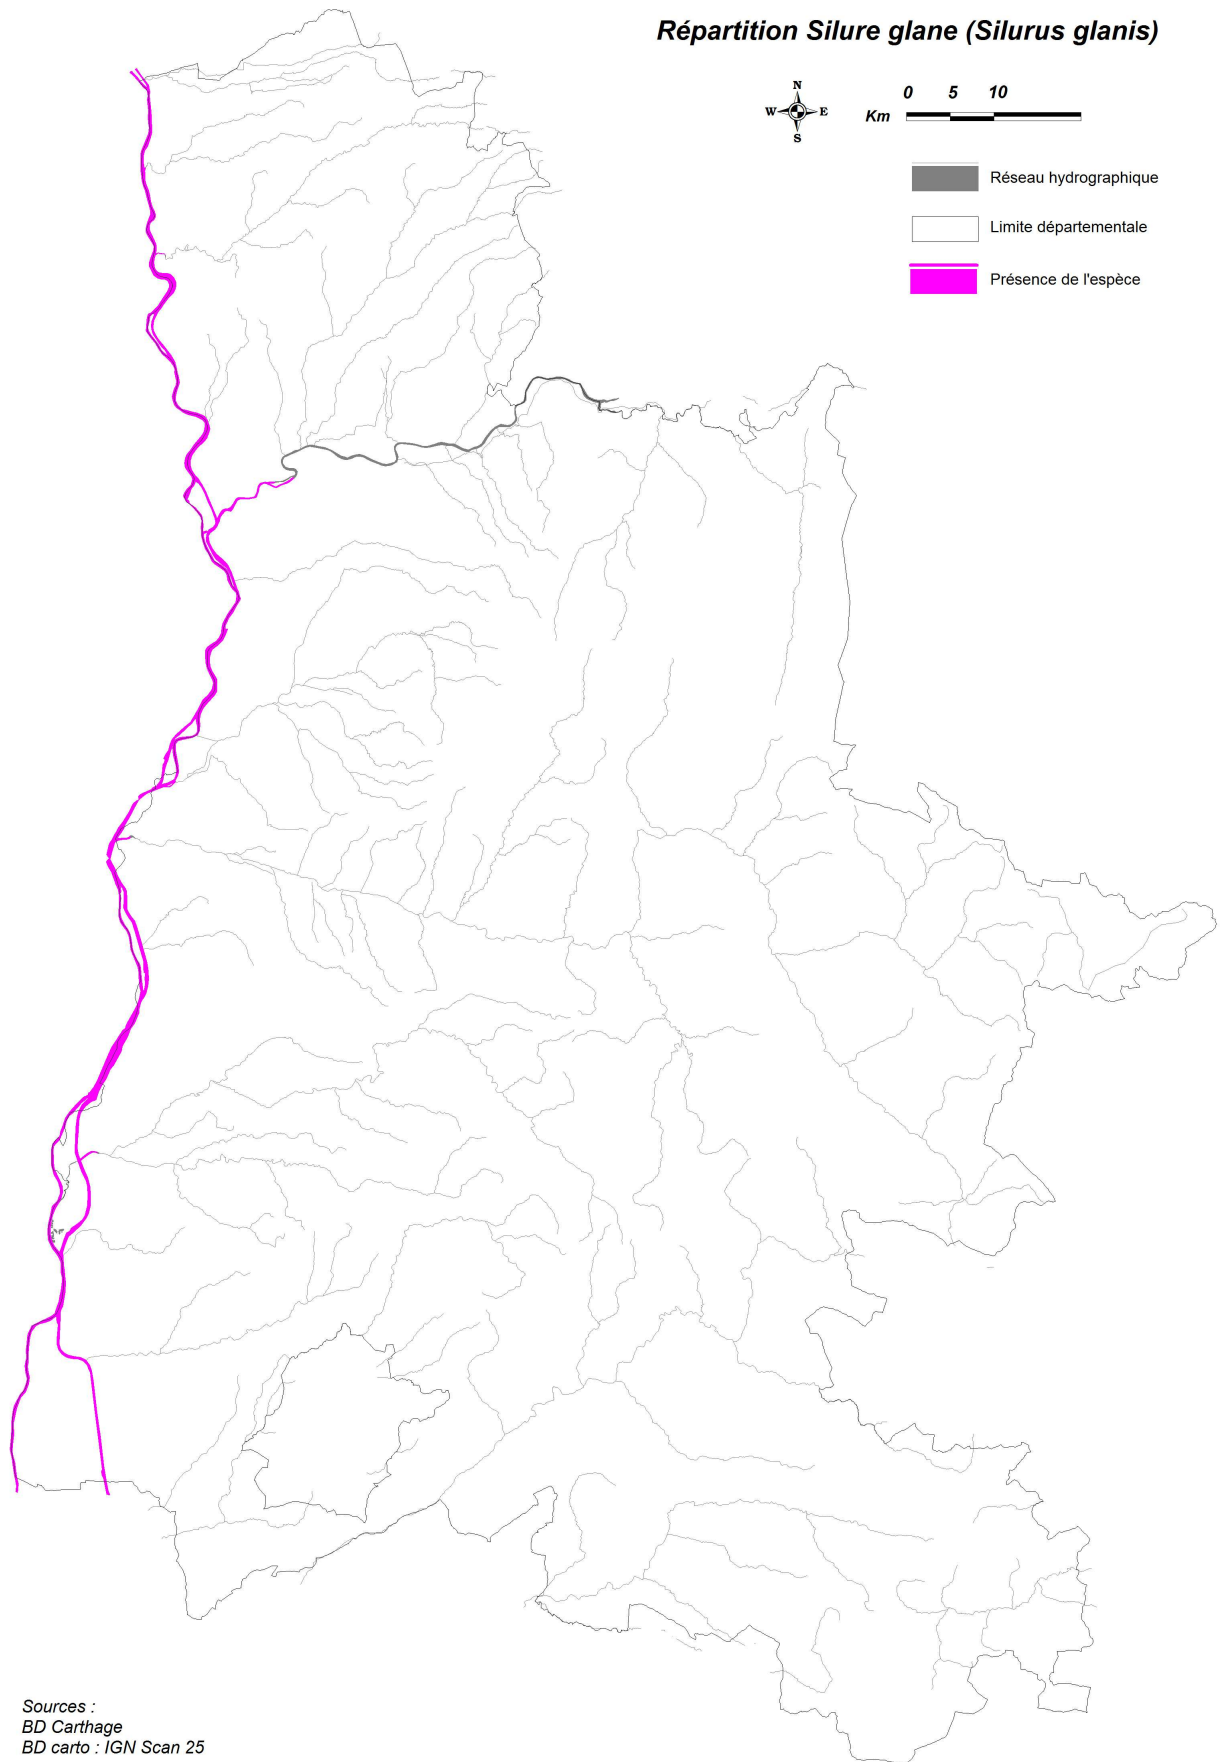 Répartition Silure glane (Silurus glanis)
N
W E
S
0 5 10
Km
Réseau hydrographique
Limite départementale
Présence de l'espèce
Sources :
BD Carthage
BD carto : IGN Scan 25